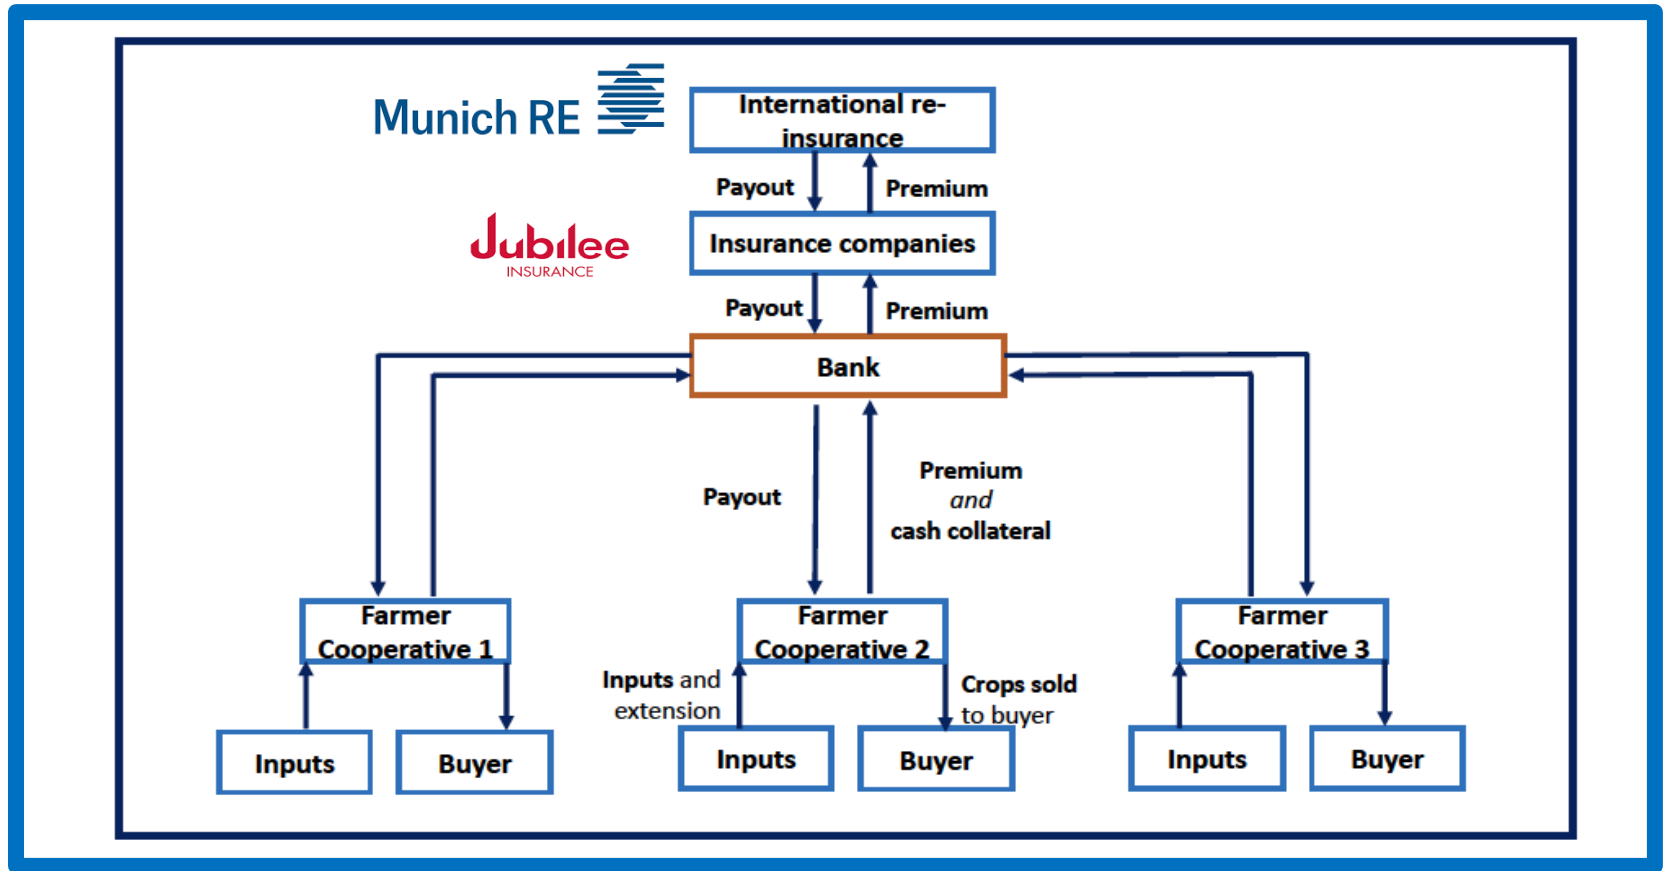 Munich RE
International re-
insurance
Payout
Premium
Jubilee
INSURANCE
Insurance companies
Payout
Premium
Bank
Payout
Premium
and
cash collateral
Farmer
Cooperative 1
Farmer
Cooperative 2
Farmer
Cooperative 3
Inputs and
extension
Crops sold
to buyer
Inputs
Buyer
Inputs
Buyer
Inputs
Buyer